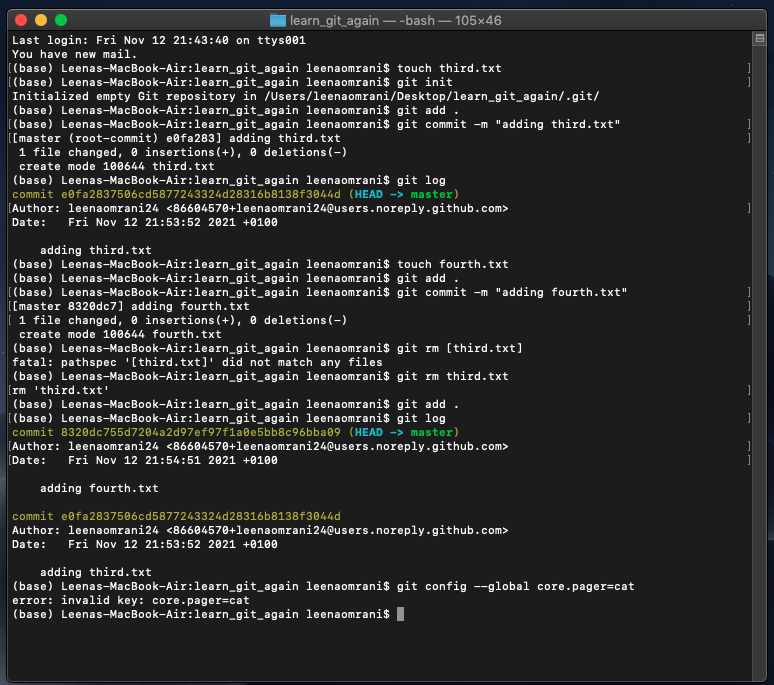 learn_git_again — -bash — 105×46
Last login: Fri Nov 12 21:43:40 on ttys001
You have new mail.
[(base) Leenas-MacBook-Air:learn_git_again leenaomrani$ touch third.txt ]
[(base) Leenas-MacBook-Air:learn_git_again leenaomrani$ git init ]
Initialized empty Git repository in /Users/leenaomrani/Desktop/learn_git_again/.git/
(base) Leenas-MacBook-Air:learn_git_again leenaomrani$ git add .
[(base) Leenas-MacBook-Air:learn_git_again leenaomrani$ git commit -m "adding third.txt" ]
[[master (root-commit) e0fa283] adding third.txt ]
 1 file changed, 0 insertions(+), 0 deletions(-)
 create mode 100644 third.txt
(base) Leenas-MacBook-Air:learn_git_again leenaomrani$ git log
commit e0fa2837506cd5877243324d28316b8138f3044d (HEAD -> master)
[Author: leenaomrani24 <86604570+leenaomrani24@users.noreply.github.com> ]
Date:   Fri Nov 12 21:53:52 2021 +0100
    adding third.txt
(base) Leenas-MacBook-Air:learn_git_again leenaomrani$ touch fourth.txt
(base) Leenas-MacBook-Air:learn_git_again leenaomrani$ git add .
[(base) Leenas-MacBook-Air:learn_git_again leenaomrani$ git commit -m "adding fourth.txt" ]
[[master 8320dc7] adding fourth.txt ]
[ 1 file changed, 0 insertions(+), 0 deletions(-) ]
 create mode 100644 fourth.txt
(base) Leenas-MacBook-Air:learn_git_again leenaomrani$ git rm [third.txt]
fatal: pathspec '[third.txt]' did not match any files
(base) Leenas-MacBook-Air:learn_git_again leenaomrani$ git rm third.txt
[rm 'third.txt' ]
(base) Leenas-MacBook-Air:learn_git_again leenaomrani$ git add .
[(base) Leenas-MacBook-Air:learn_git_again leenaomrani$ git log ]
commit 8320dc755d7204a2d97ef97f1a0e5bb8c96bba09 (HEAD -> master)
[Author: leenaomrani24 <86604570+leenaomrani24@users.noreply.github.com> ]
[Date:   Fri Nov 12 21:54:51 2021 +0100 ]
    adding fourth.txt
commit e0fa2837506cd5877243324d28316b8138f3044d
Author: leenaomrani24 <86604570+leenaomrani24@users.noreply.github.com>
Date:   Fri Nov 12 21:53:52 2021 +0100
    adding third.txt
(base) Leenas-MacBook-Air:learn_git_again leenaomrani$ git config --global core.pager=cat
error: invalid key: core.pager=cat
(base) Leenas-MacBook-Air:learn_git_again leenaomrani$